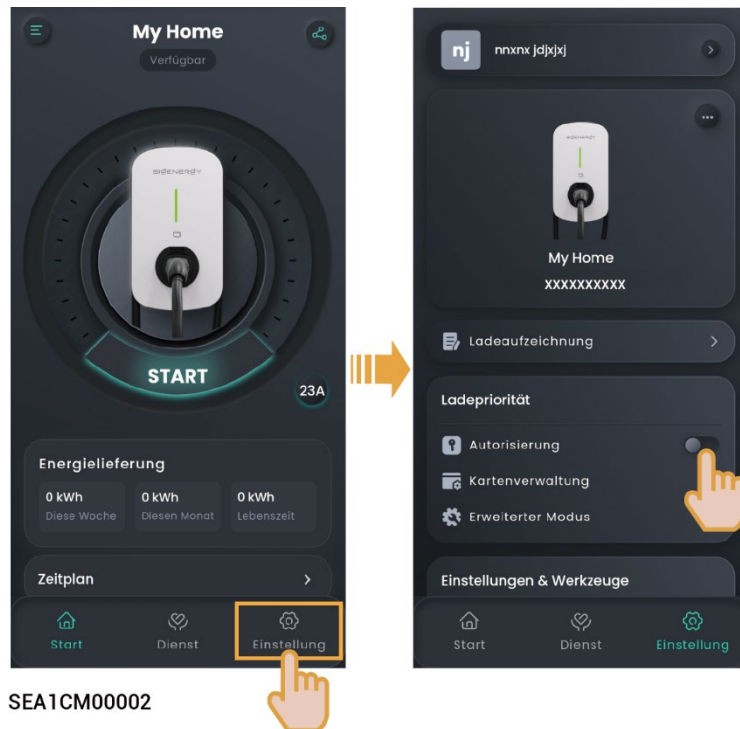 My Home
Verfügbar
SIGENERGY
START
23A
Energielieferung
0 kWh
Diese Woche
0 kWh
Diesen Monat
0 kWh
Lebenszeit
Zeitplan
Start
Dienst
Einstellung
nj
nnxnx jdjxjxj
SIGENERGY
My Home
XXXXXXXXXX
Ladeaufzeichnung
Ladepriorität
Autorisierung
Kartenverwaltung
Erweiterter Modus
Einstellungen & Werkzeuge
Start
Dienst
Einstellung
SEA1CM00002